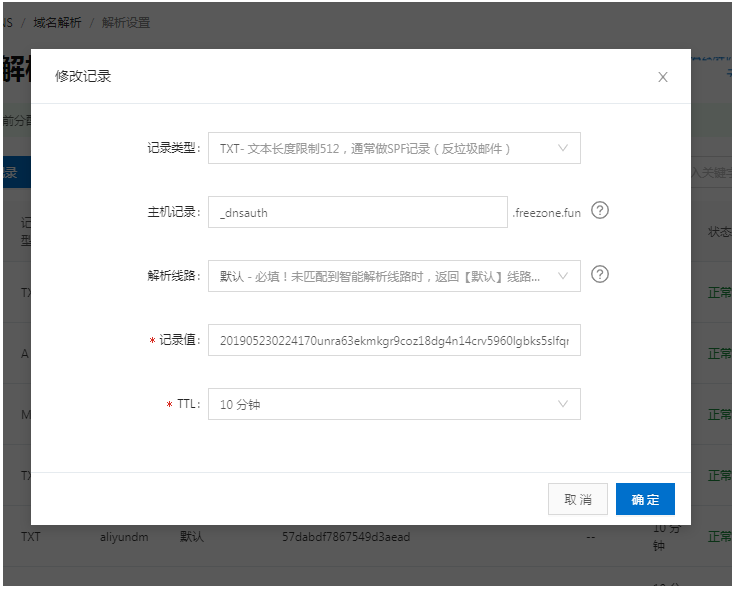 NS / 域名解析 / 解析设置
解析
修改记录
前分配
录
入关键字
记录类型： TXT- 文本长度限制512，通常做SPF记录（反垃圾邮件）
主机记录： _dnsauth .freezone.fun
状态
解析线路： 默认 - 必填！未匹配到智能解析线路时，返回【默认】线路...
TX 正常
* 记录值： 201905230224170unra63ekmkgr9coz18dg4n14crv5960lgbks5slfqr
A 正常
* TTL： 10 分钟
M 正常
TX 正常
取 消 确 定
TXT aliyundm 默认 57dabdf7867549d3aead -- 10 分钟 正常